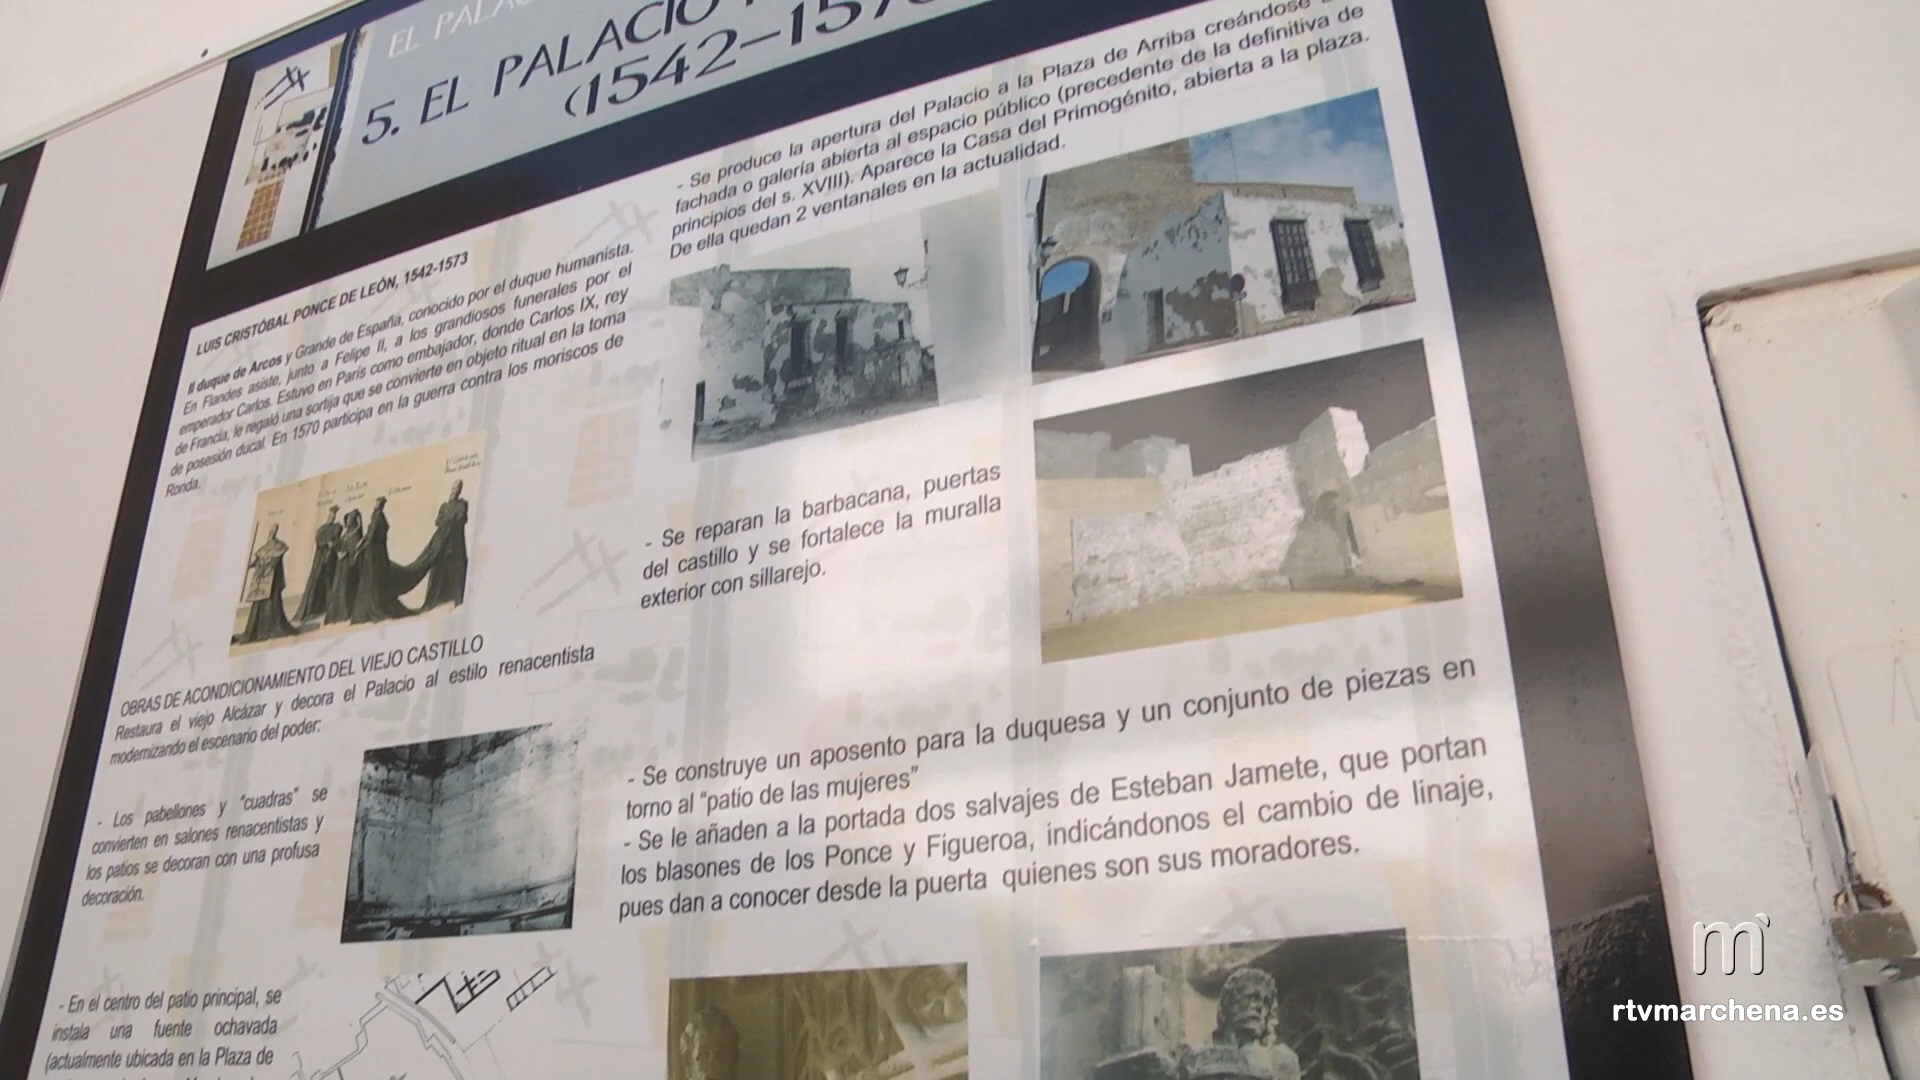 EL PALAC
5. EL PALACIO
(1542-157
LUIS CRISTÓBAL PONCE DE LEÓN, 1542-1573
II duque de Arcos y Grande de España, conocido por el duque humanista.
En Flandes asiste, junto a Felipe II, a los grandiosos funerales por el
emperador Carlos. Estuvo en París como embajador, donde Carlos IX, rey
de Francia, le regaló una sortija que se convierte en objeto ritual en la toma
de posesión ducal. En 1570 participa en la guerra contra los moriscos de
Ronda.
OBRAS DE ACONDICIONAMIENTO DEL VIEJO CASTILLO
Restaura el viejo Alcázar y decora el Palacio al estilo renacentista
modernizando el escenario del poder:
- Los pabellones y "cuadras" se
convierten en salones renacentistas y
los patios se decoran con una profusa
decoración.
- En el centro del patio principal, se
instala una fuente ochavada
(actualmente ubicada en la Plaza de
- Se produce la apertura del Palacio a la Plaza de Arriba creándose
fachada o galería abierta al espacio público (precedente de la definitiva de
principios del s. XVIII). Aparece la Casa del Primogénito, abierta a la plaza.
De ella quedan 2 ventanales en la actualidad.
- Se reparan la barbacana, puertas
del castillo y se fortalece la muralla
exterior con sillarejo.
- Se construye un aposento para la duquesa y un conjunto de piezas en
torno al "patio de las mujeres"
- Se le añaden a la portada dos salvajes de Esteban Jamete, que portan
los blasones de los Ponce y Figueroa, indicándonos el cambio de linaje,
pues dan a conocer desde la puerta quienes son sus moradores.
m
rtvmarchena.es